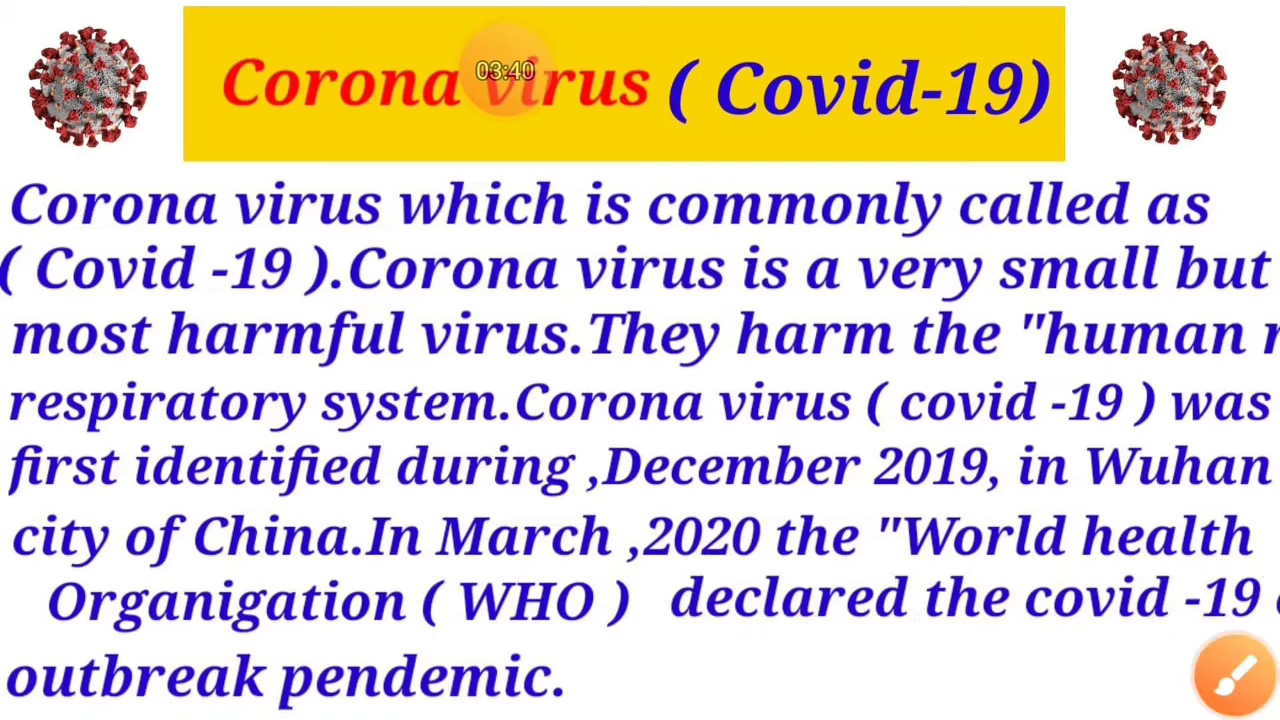 Corona virus ( Covid-19)
03:40
Corona virus which is commonly called as
( Covid -19 ).Corona virus is a very small but
most harmful virus.They harm the "human
respiratory system.Corona virus ( covid -19 ) was
first identified during ,December 2019, in Wuhan
city of China.In March ,2020 the "World health
Organigation ( WHO ) declared the covid -19
outbreak pendemic.